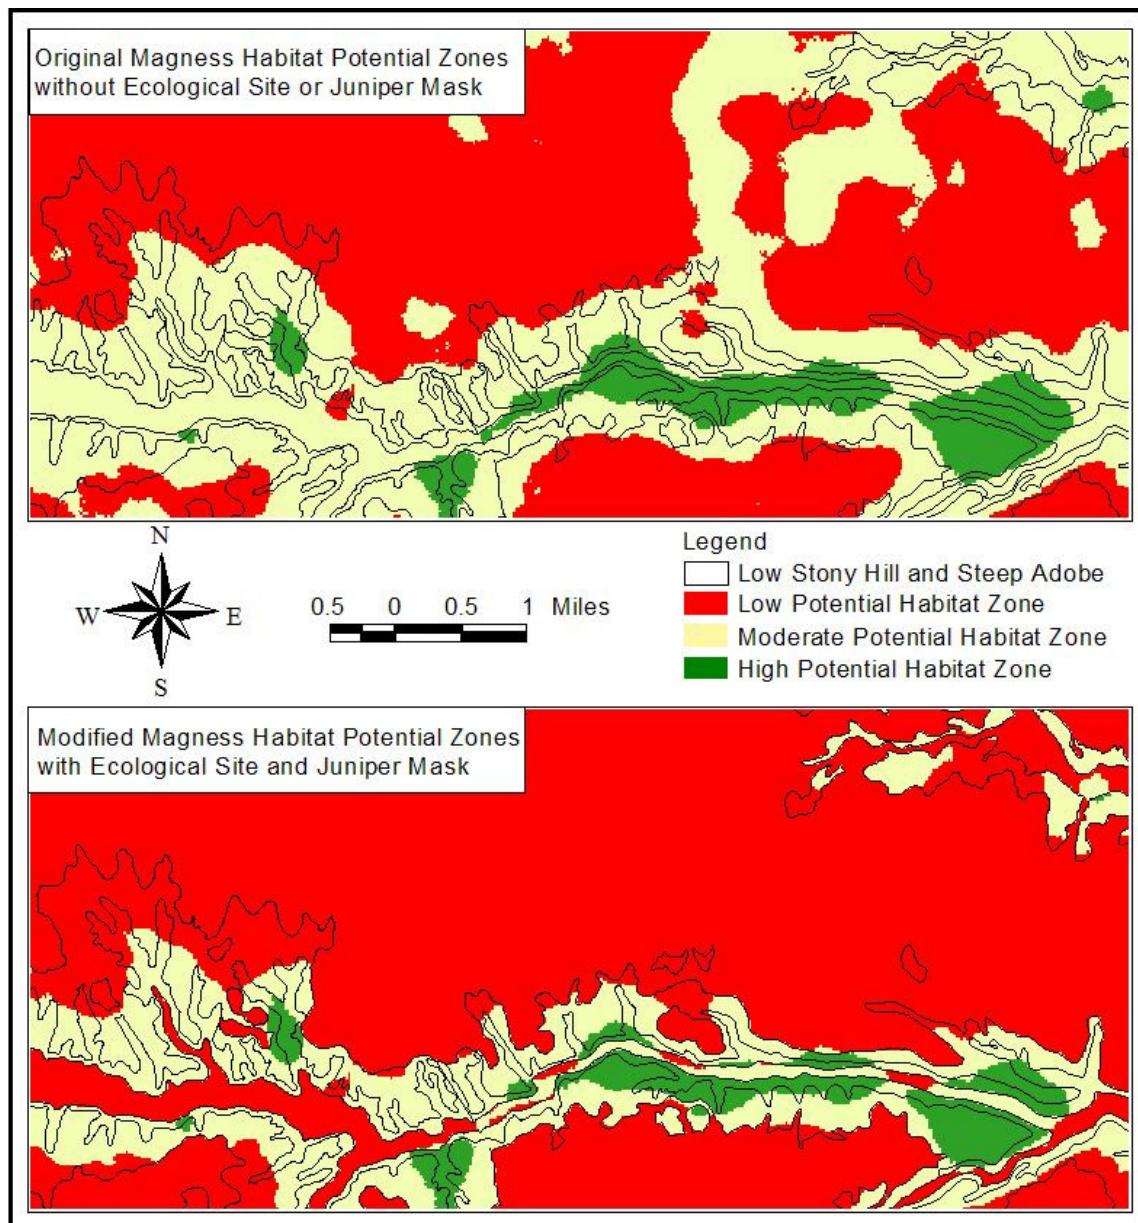 Original Magness Habitat Potential Zones
without Ecological Site or Juniper Mask
N
W E
S
0.5 0 0.5 1 Miles
Legend
Low Stony Hill and Steep Adobe
Low Potential Habitat Zone
Moderate Potential Habitat Zone
High Potential Habitat Zone
Modified Magness Habitat Potential Zones
with Ecological Site and Juniper Mask